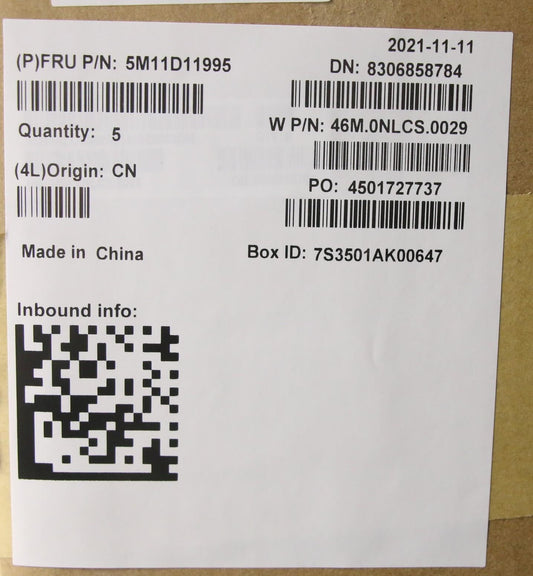 2021-11-11
(P)FRU P/N: 5M11D11995
DN: 8306858784
Quantity: 5
W P/N: 46M.0NLCS.0029
(4L)Origin: CN
PO: 4501727737
Made in China
Box ID: 7S3501AK00647
Inbound info: